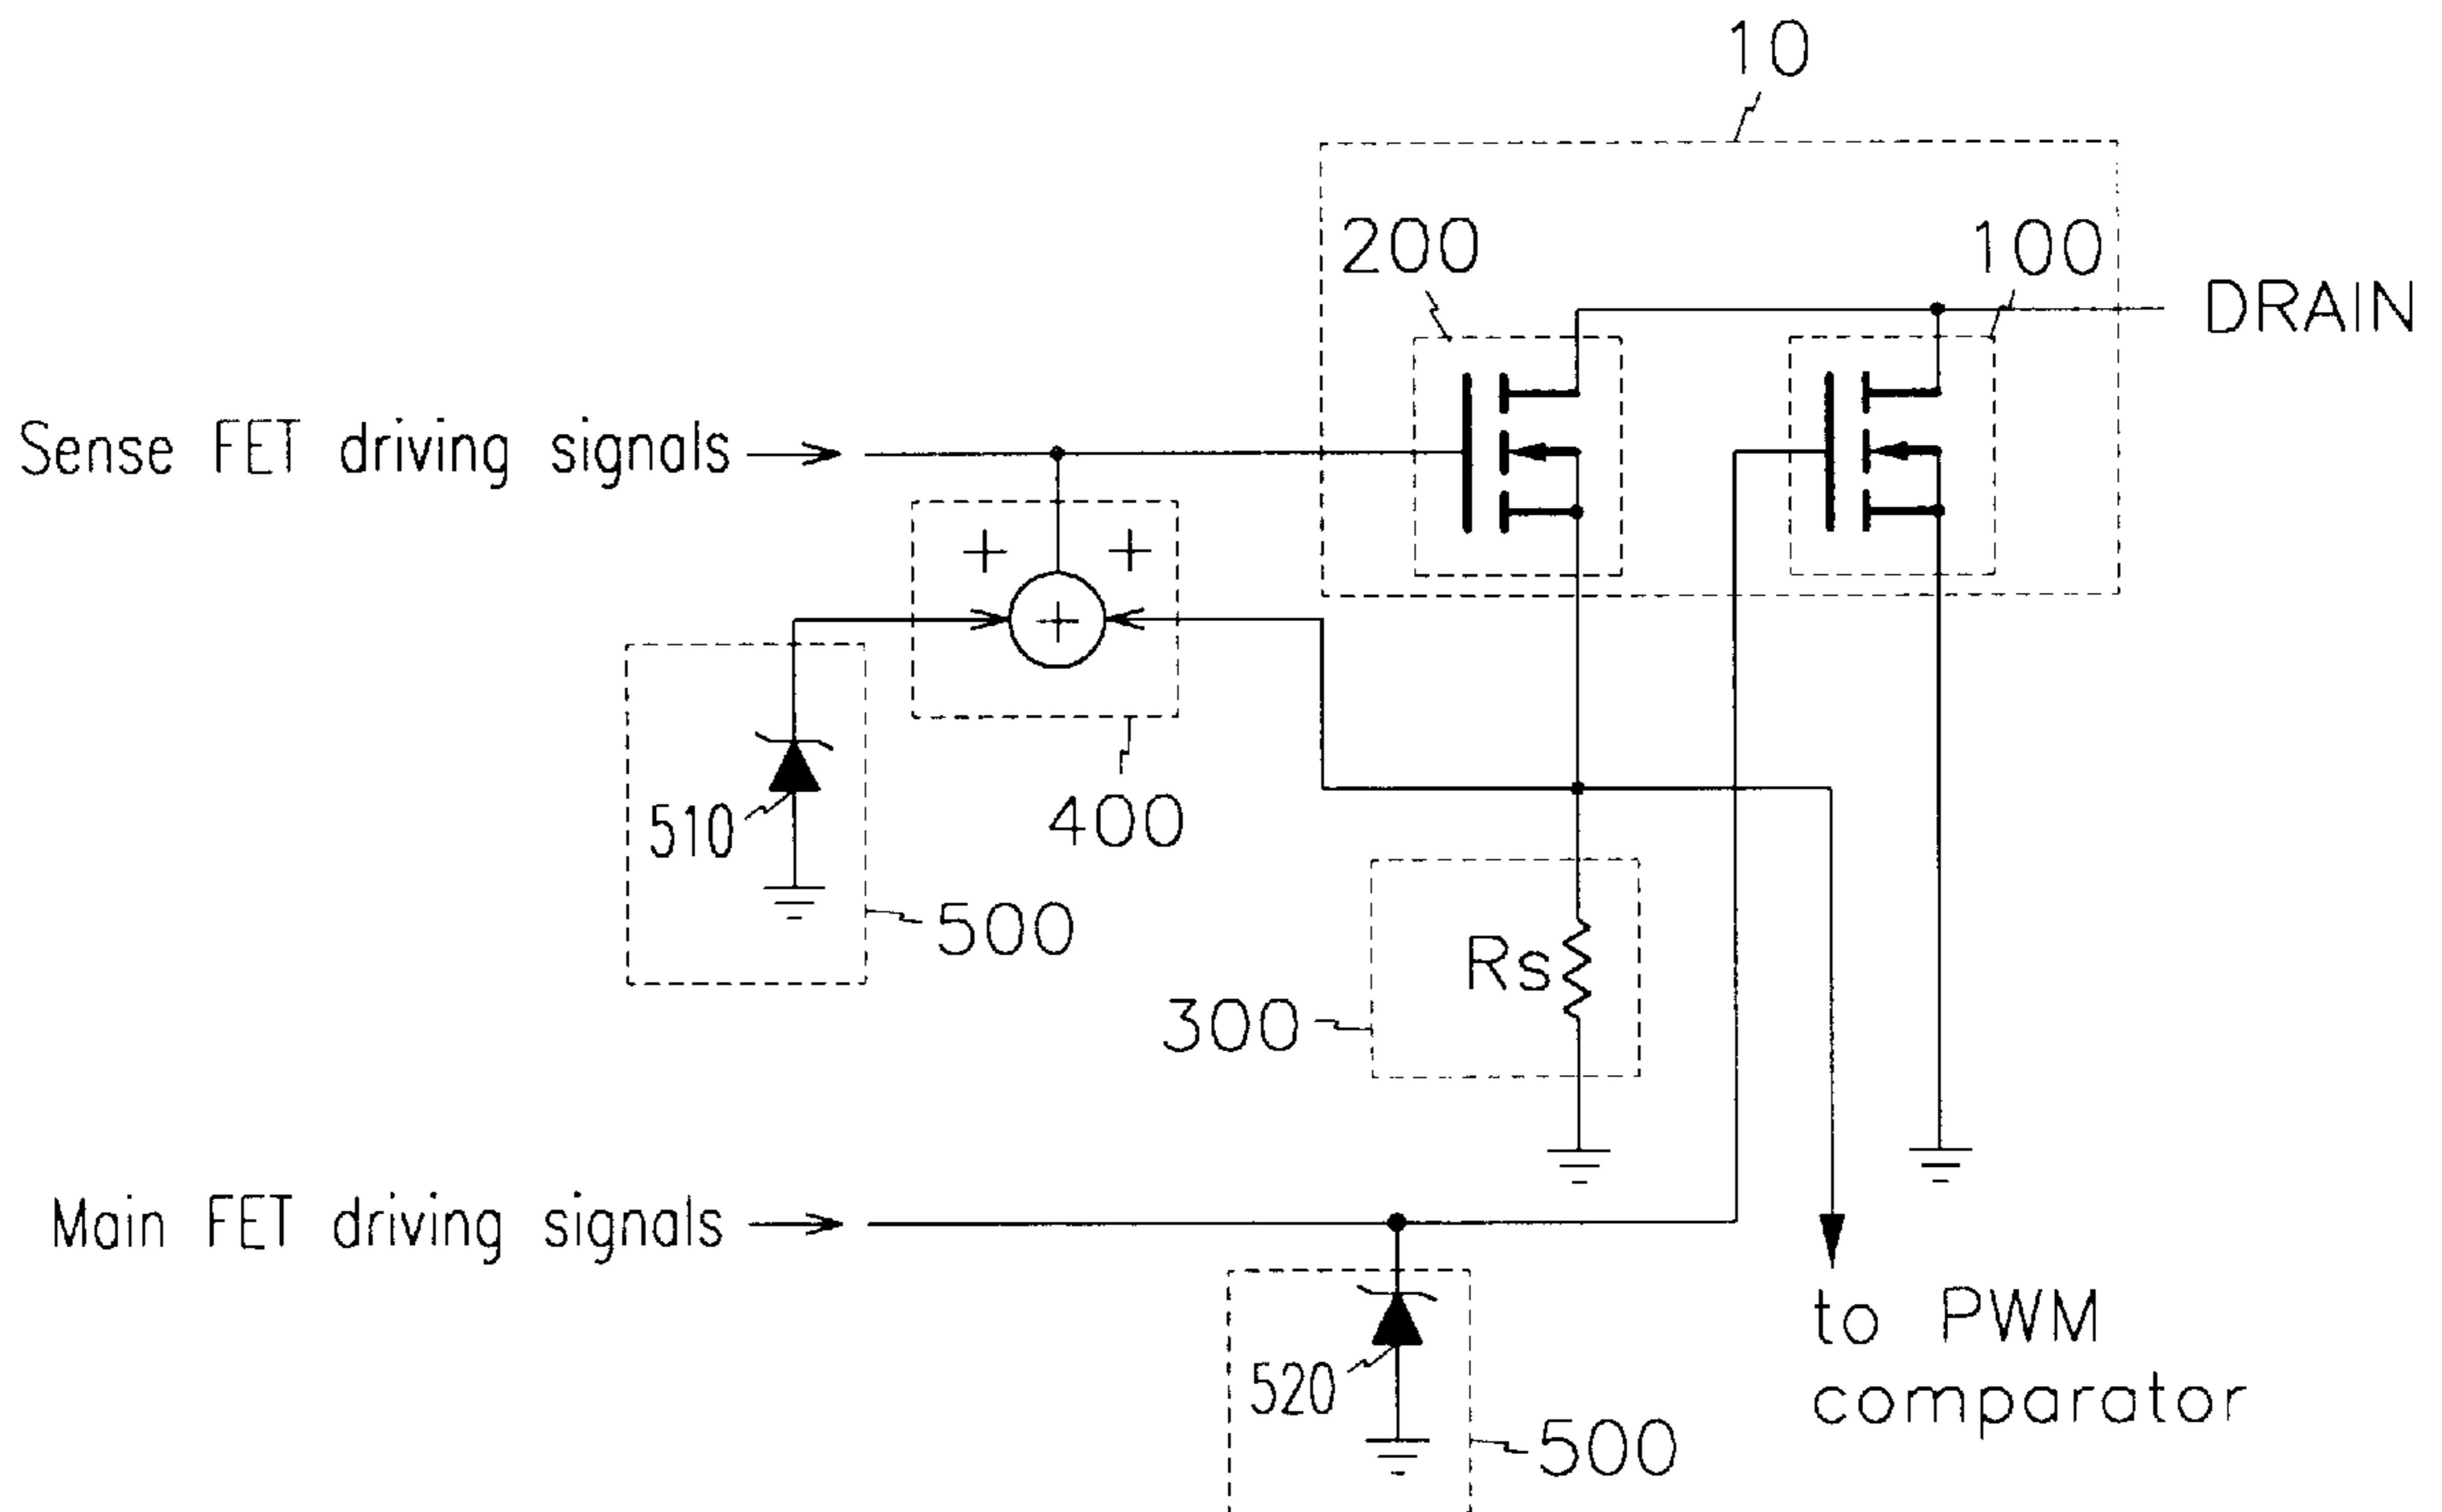 10
200
100
DRAIN
Sense FET driving signals
+ +
+
510
400
500
Rs
300
Main FET driving signals
520
500
to PWM
comparator